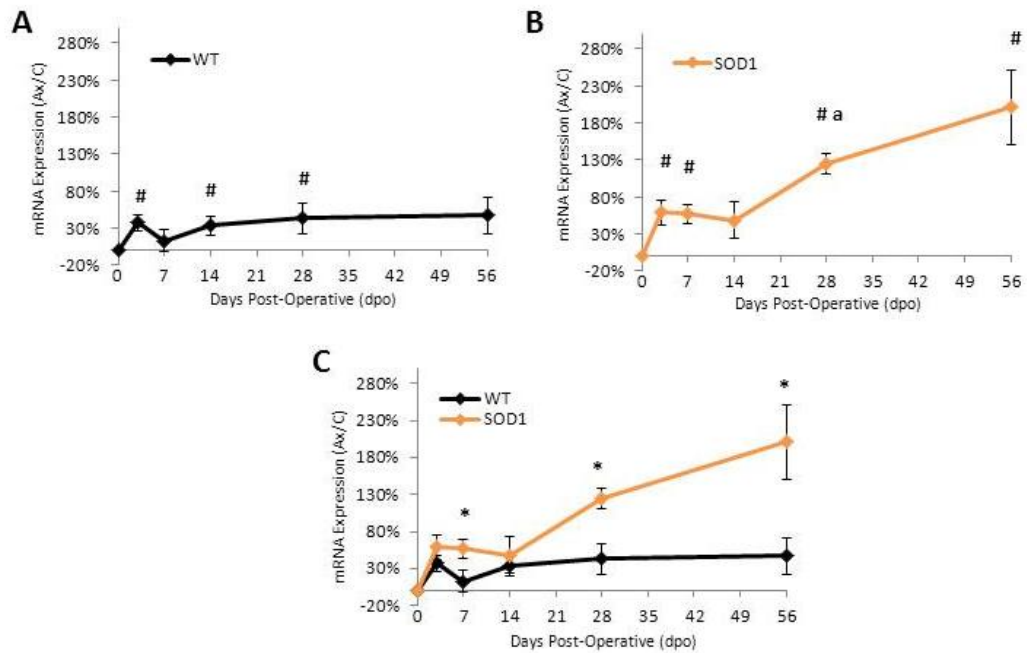 A
mRNA Expression (Ax/C)
280%
230%
180%
130%
80%
30%
-20%
WT
# # #
0 7 14 21 28 35 42 49 56
Days Post-Operative (dpo)
B
mRNA Expression (Ax/C)
280%
230%
180%
130%
80%
30%
-20%
SOD1
#
# a
# #
0 7 14 21 28 35 42 49 56
Days Post-Operative (dpo)
C
mRNA Expression (Ax/C)
280%
230%
180%
130%
80%
30%
-20%
WT
SOD1
*
*
*
0 7 14 21 28 35 42 49 56
Days Post-Operative (dpo)